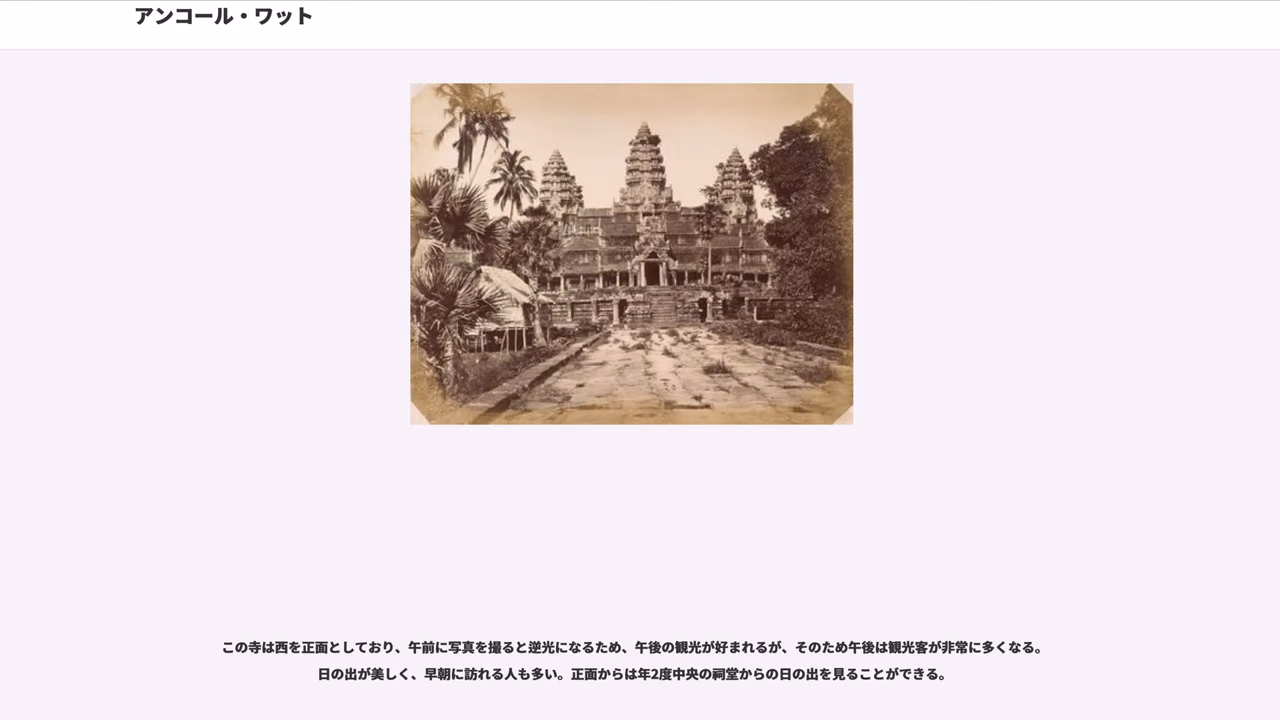 アンコール・ワット
この寺は西を正面としており、午前に写真を撮ると逆光になるため、午後の観光が好まれるが、そのため午後は観光客が非常に多くなる。
日の出が美しく、早朝に訪れる人も多い。正面からは年2度中央の祠堂からの日の出を見ることができる。